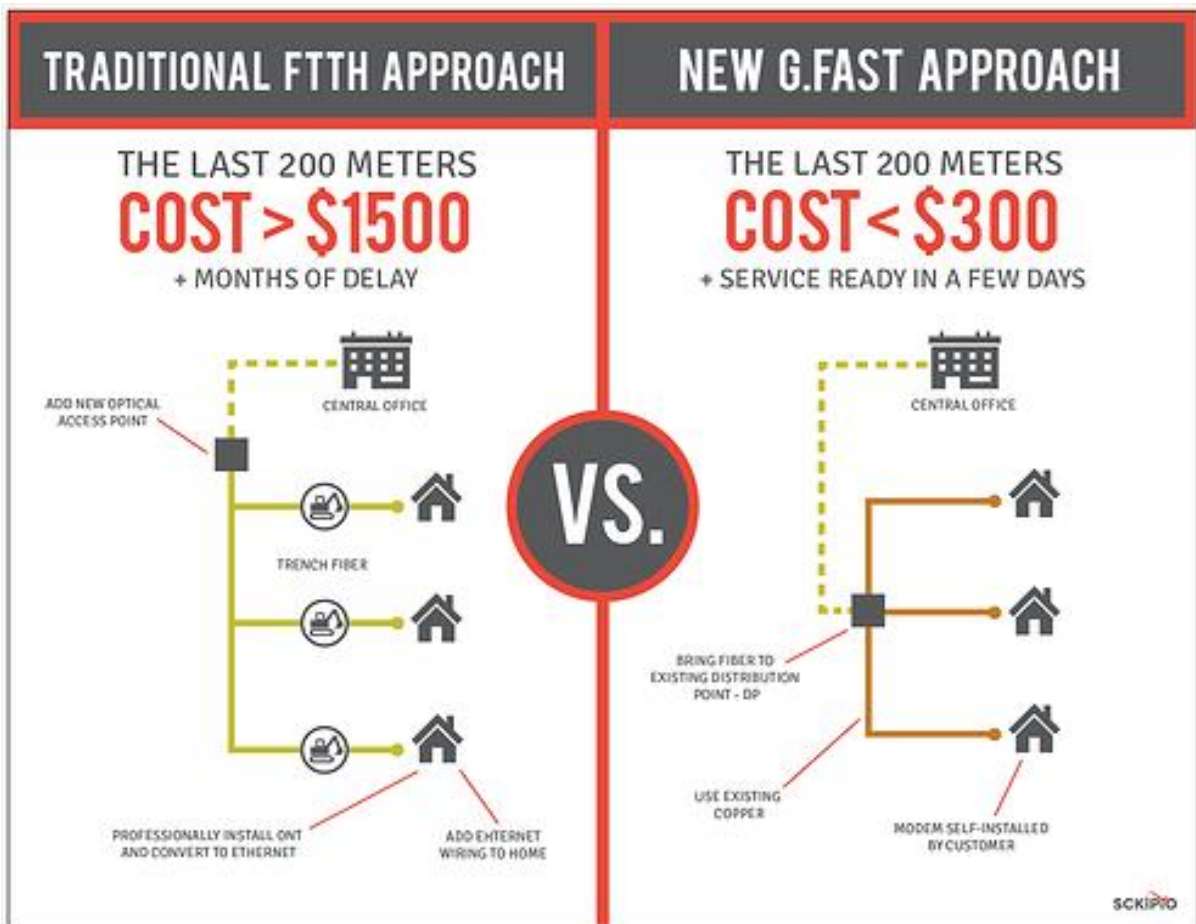 TRADITIONAL FTTH APPROACH
THE LAST 200 METERS
COST > $1500
+ MONTHS OF DELAY
CENTRAL OFFICE
ADD NEW OPTICAL
ACCESS POINT
TRENCH FIBER
PROFESSIONALLY INSTALL ONT
AND CONVERT TO ETHERNET
ADD EHTERNET
WIRING TO HOME
VS.
NEW G.FAST APPROACH
THE LAST 200 METERS
COST < $300
+ SERVICE READY IN A FEW DAYS
CENTRAL OFFICE
BRING FIBER TO
EXISTING DISTRIBUTION
POINT - DP
USE EXISTING
COPPER
MODEM SELF-INSTALLED
BY CUSTOMER
SCKIPIO